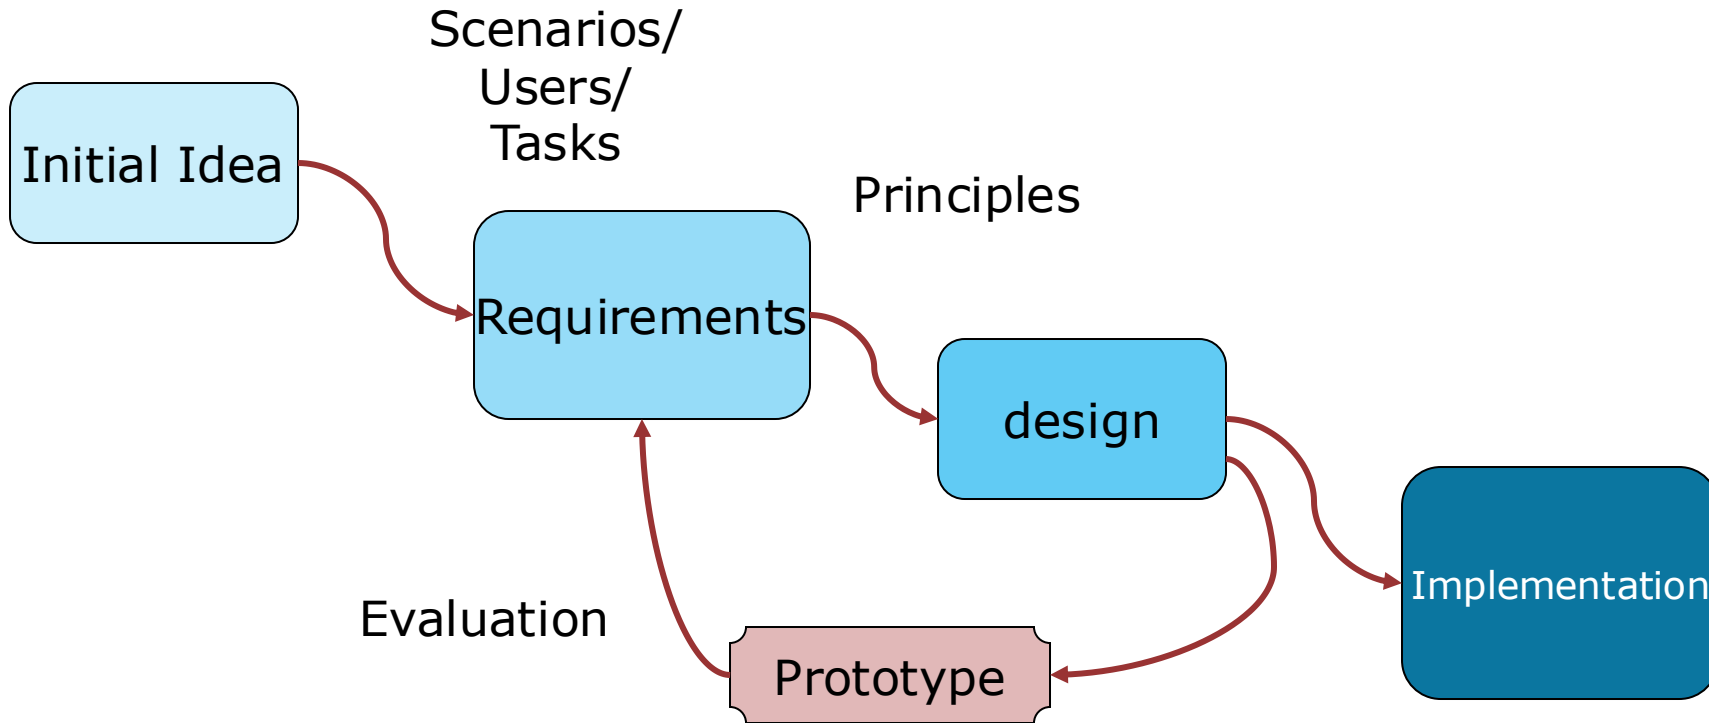 Scenarios/
Users/
Tasks
Initial Idea
Principles
Requirements
design
Implementation
Evaluation
Prototype